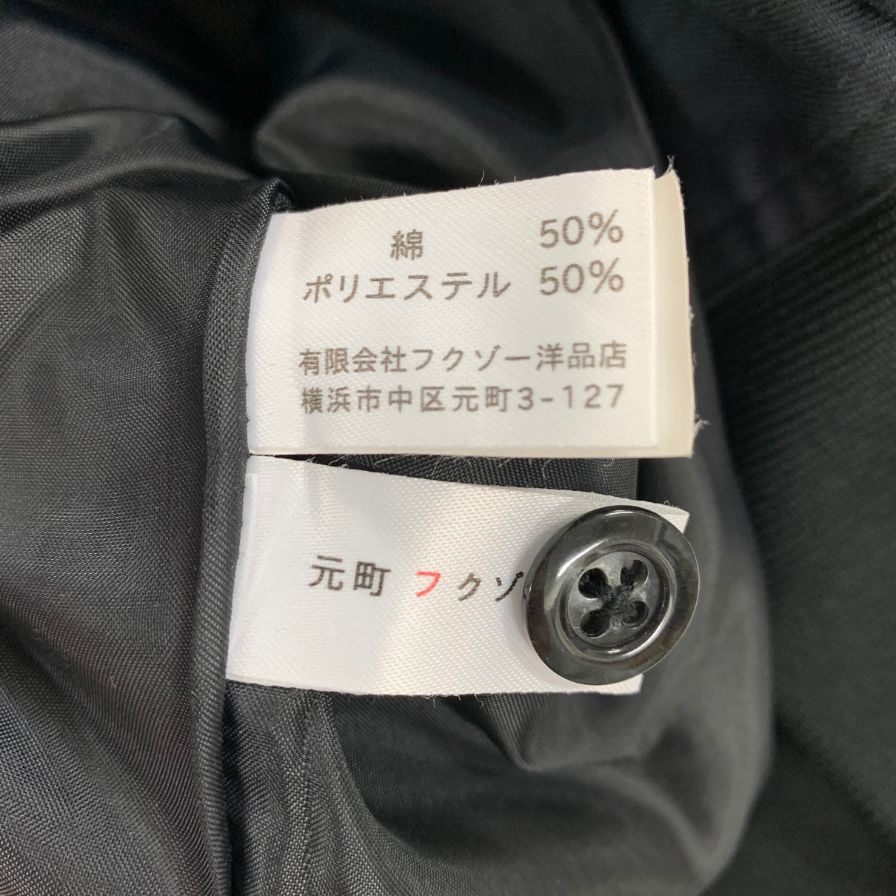 綿 50%
ポリエステル 50%
有限会社フクゾー洋品店
横浜市中区元町3-127
元町 フクゾ